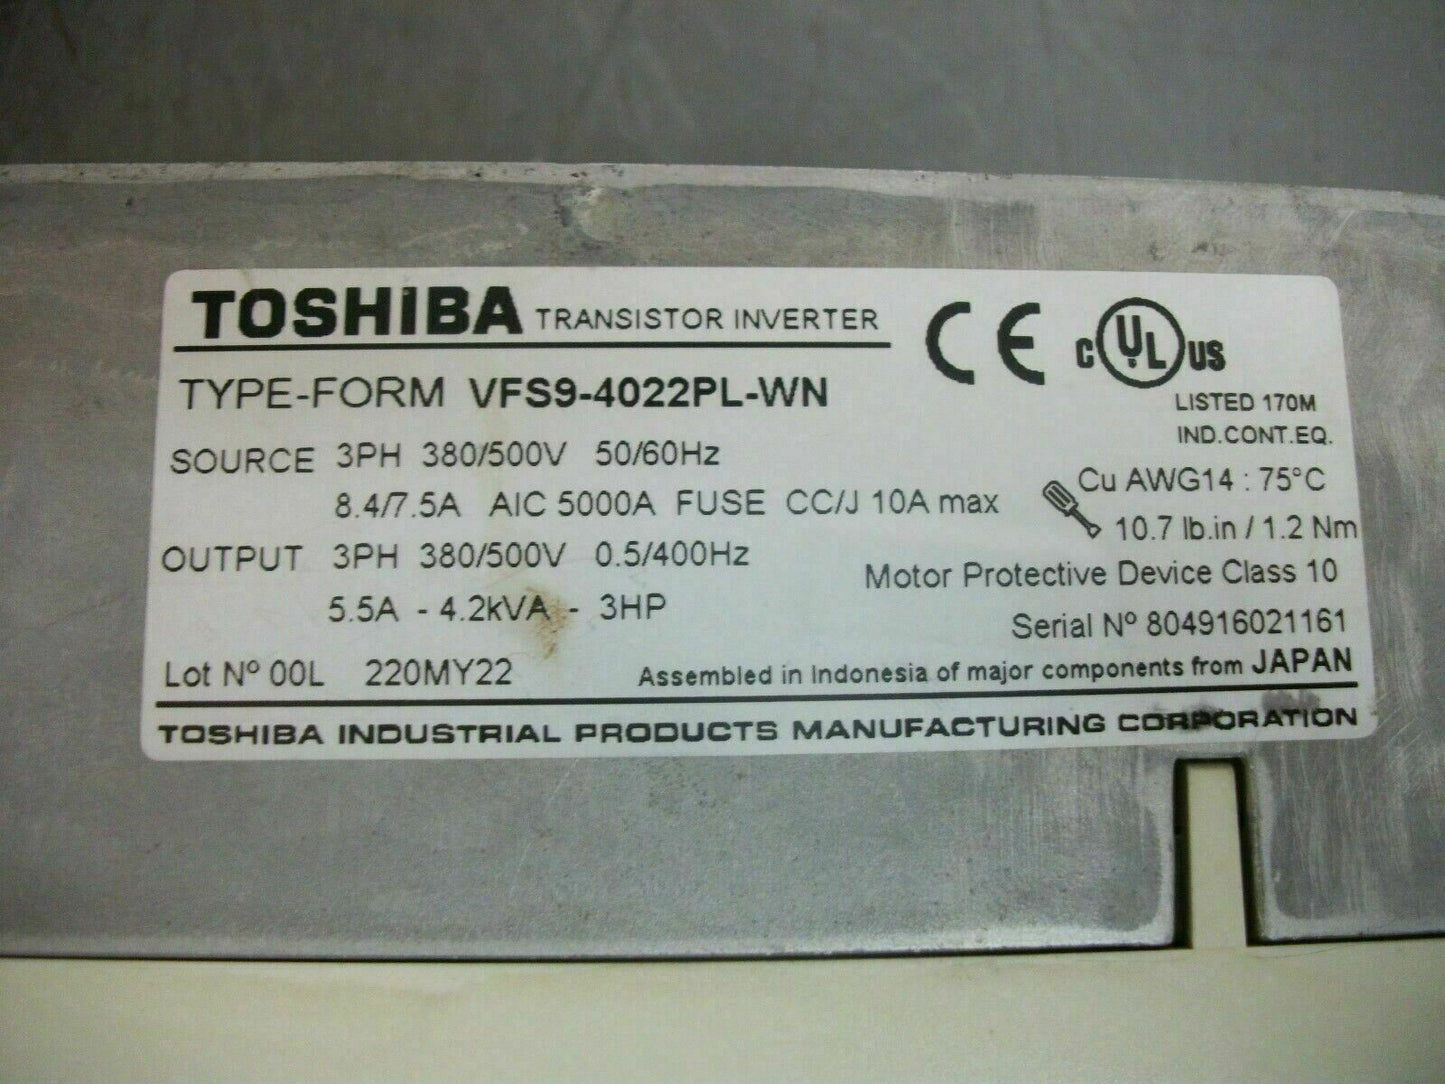 TOSHIBA TRANSISTOR INVERTER
CE
C UL US
LISTED 170M
IND.CONT.EQ.
TYPE-FORM VFS9-4022PL-WN
SOURCE 3PH 380/500V 50/60Hz
8.4/7.5A AIC 5000A FUSE CC/J 10A max
Cu AWG14 : 75°C
10.7 lb.in / 1.2 Nm
OUTPUT 3PH 380/500V 0.5/400Hz
5.5A - 4.2kVA - 3HP
Motor Protective Device Class 10
Serial Nº 804916021161
Lot Nº 00L 220MY22
Assembled in Indonesia of major components from JAPAN
TOSHIBA INDUSTRIAL PRODUCTS MANUFACTURING CORPORATION